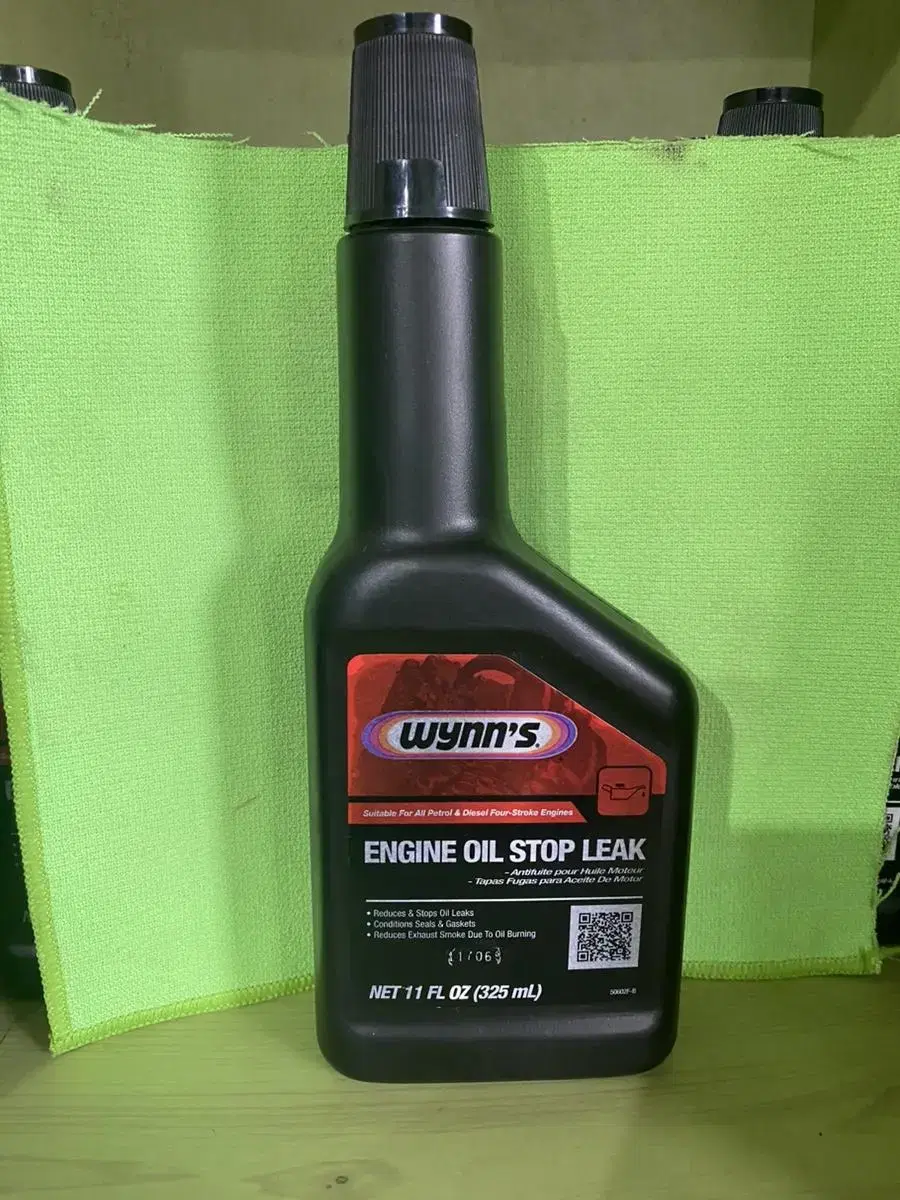 WYNN'S.
Suitable For All Petrol & Diesel Four-Stroke Engines
ENGINE OIL STOP LEAK
- Antifuite pour Huile Moteur
- Tapas Fugas para Aceite De Motor
• Reduces & Stops Oil Leaks
• Conditions Seals & Gaskets
• Reduces Exhaust Smoke Due To Oil Burning
NET 11 FL OZ (325 mL)
50602F-B